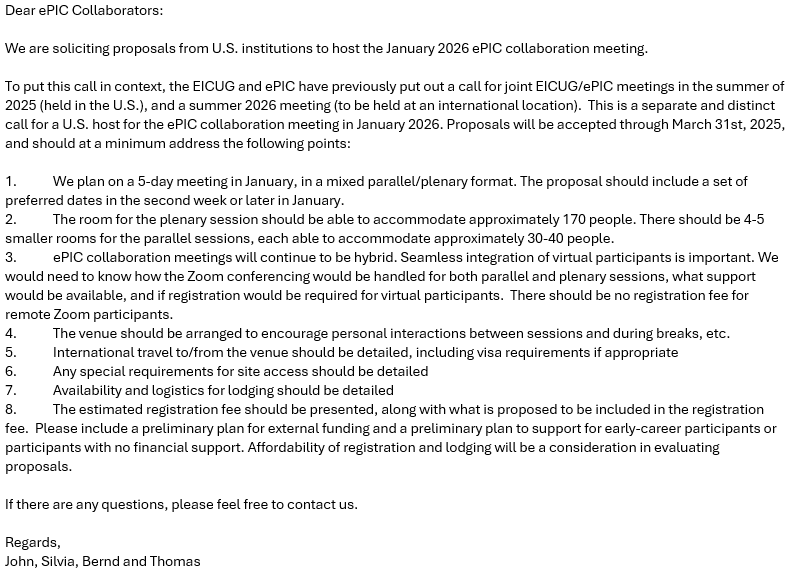 Dear ePIC Collaborators:
We are soliciting proposals from U.S. institutions to host the January 2026 ePIC collaboration meeting.
To put this call in context, the EICUG and ePIC have previously put out a call for joint EICUG/ePIC meetings in the summer of
2025 (held in the U.S.), and a summer 2026 meeting (to be held at an international location).  This is a separate and distinct
call for a U.S. host for the ePIC collaboration meeting in January 2026. Proposals will be accepted through March 31st, 2025,
and should at a minimum address the following points:
1. We plan on a 5-day meeting in January, in a mixed parallel/plenary format. The proposal should include a set of
preferred dates in the second week or later in January.
2. The room for the plenary session should be able to accommodate approximately 170 people. There should be 4-5
smaller rooms for the parallel sessions, each able to accommodate approximately 30-40 people.
3. ePIC collaboration meetings will continue to be hybrid. Seamless integration of virtual participants is important. We
would need to know how the Zoom conferencing would be handled for both parallel and plenary sessions, what support
would be available, and if registration would be required for virtual participants.  There should be no registration fee for
remote Zoom participants.
4. The venue should be arranged to encourage personal interactions between sessions and during breaks, etc.
5. International travel to/from the venue should be detailed, including visa requirements if appropriate
6. Any special requirements for site access should be detailed
7. Availability and logistics for lodging should be detailed
8. The estimated registration fee should be presented, along with what is proposed to be included in the registration
fee.  Please include a preliminary plan for external funding and a preliminary plan to support for early-career participants or
participants with no financial support. Affordability of registration and lodging will be a consideration in evaluating
proposals.
If there are any questions, please feel free to contact us.
Regards,
John, Silvia, Bernd and Thomas